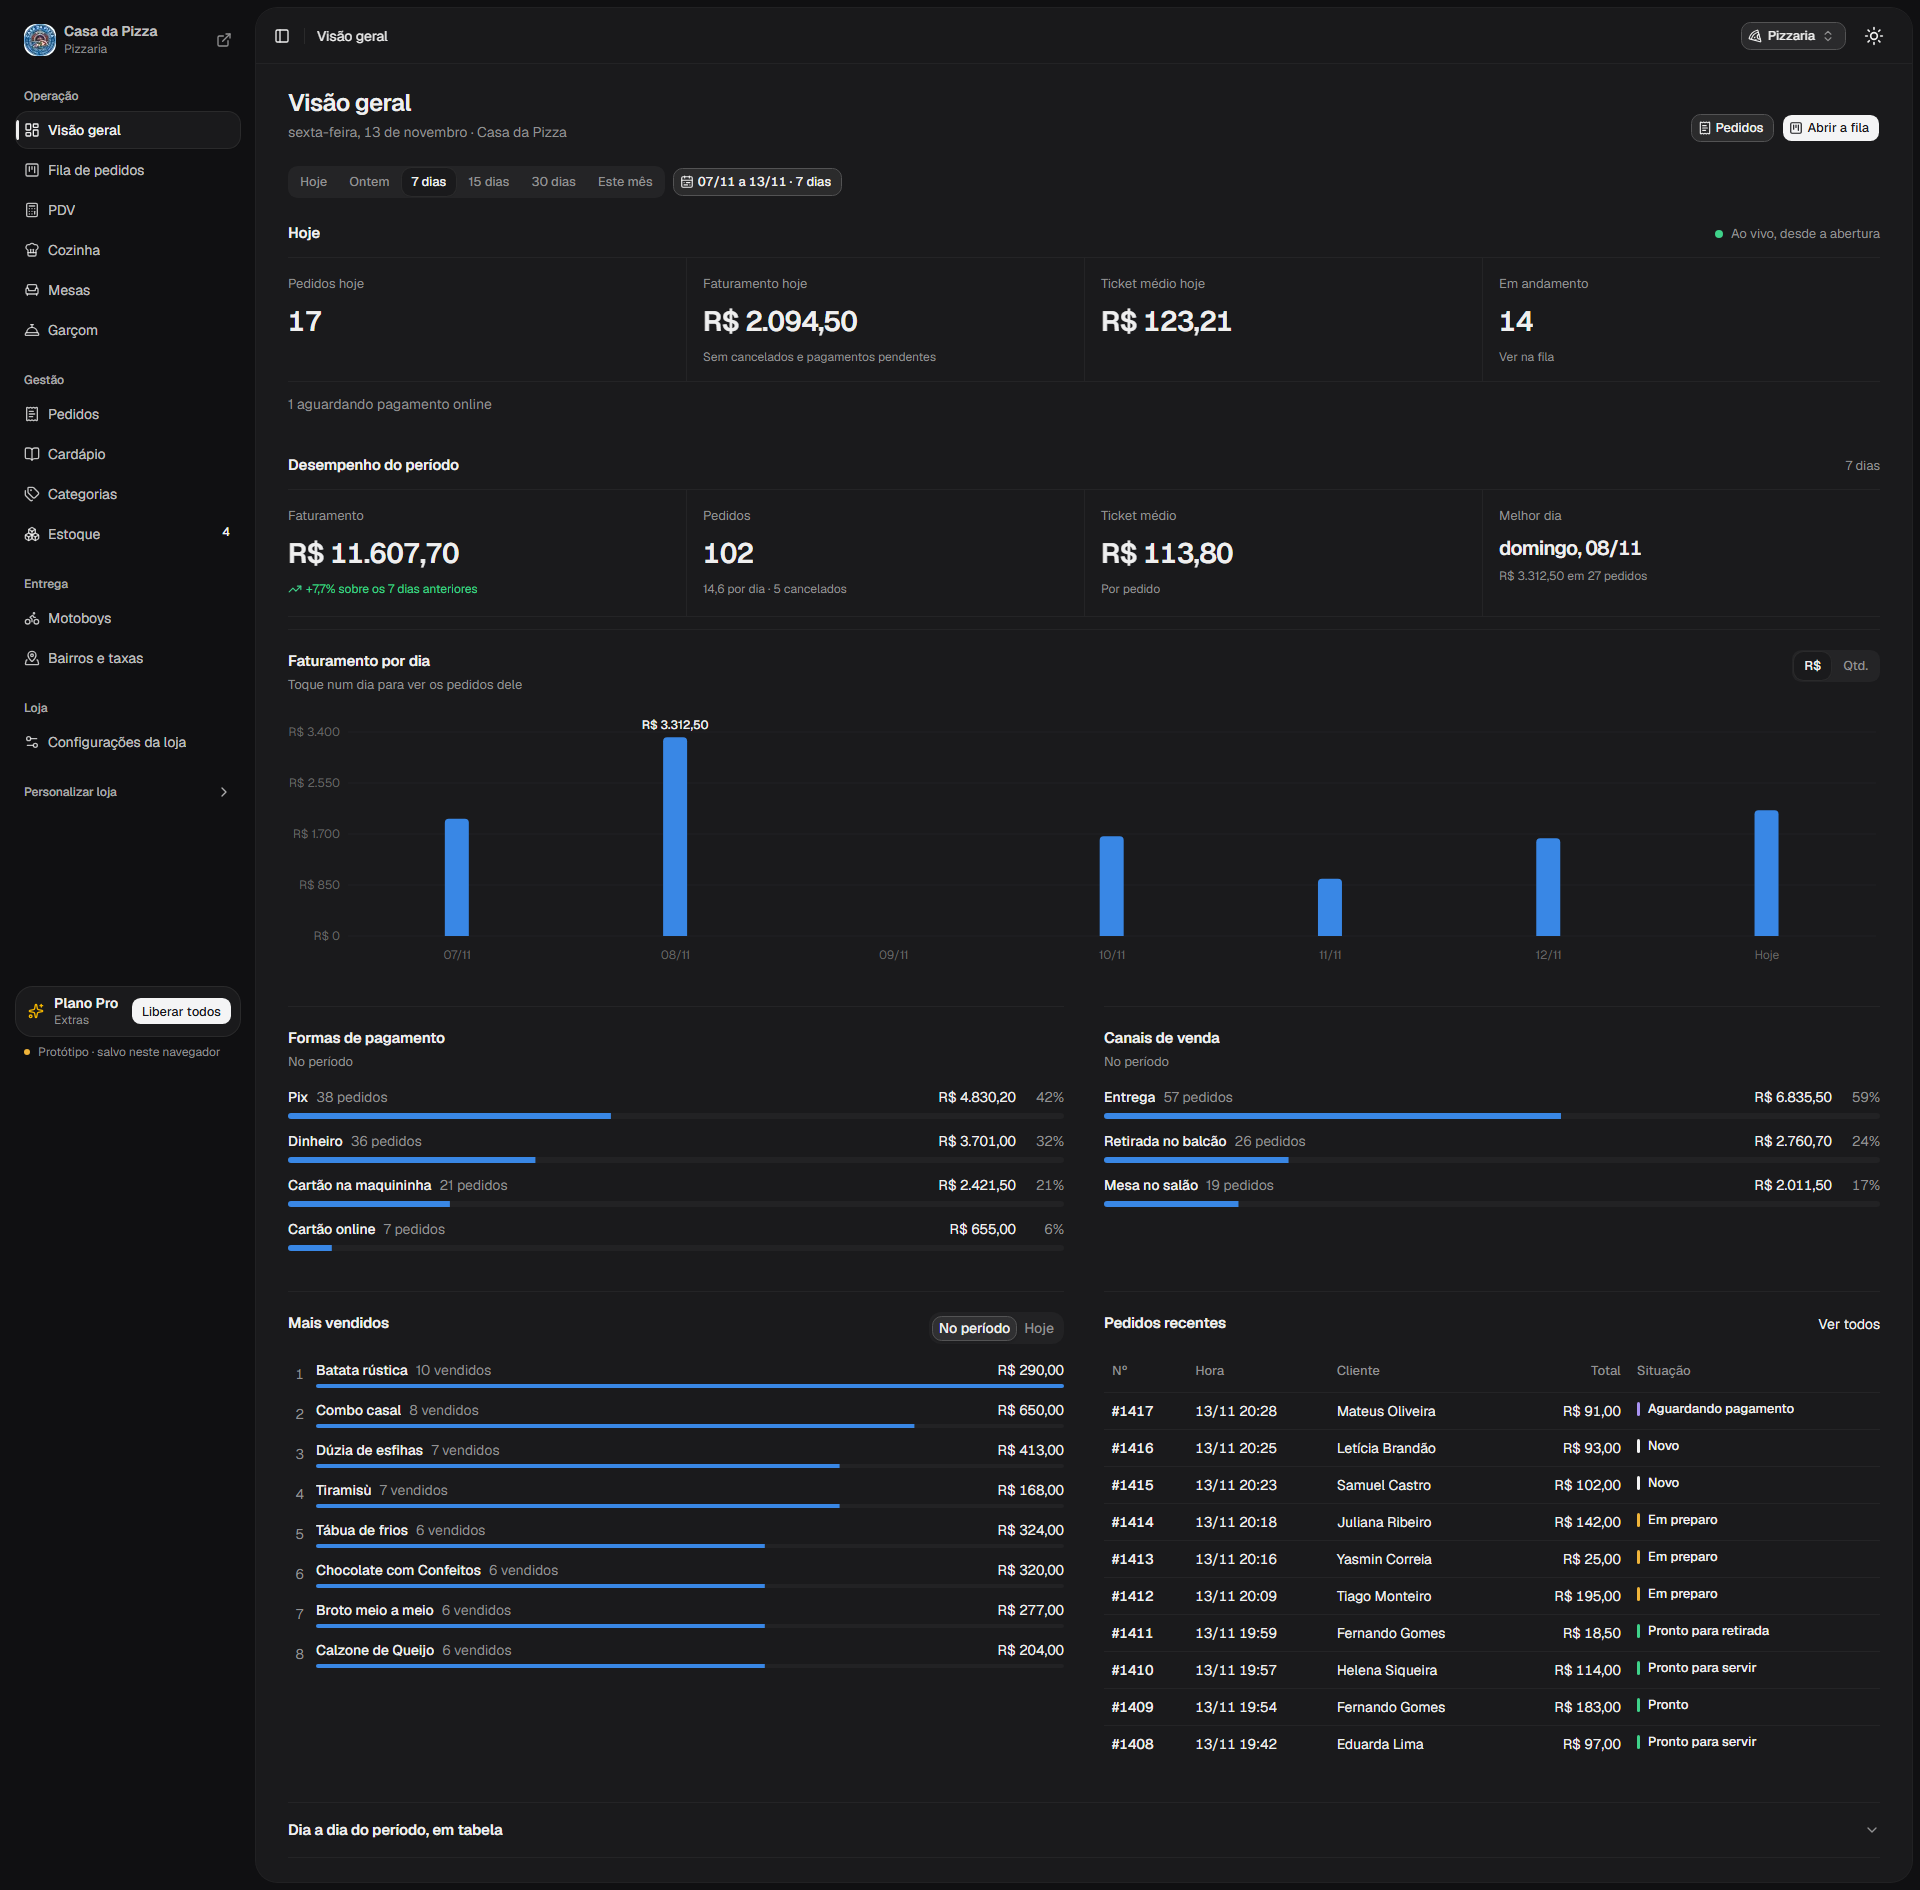 Casa da Pizza
Pizzaria
Operação
Visão geral
Fila de pedidos
PDV
Cozinha
Mesas
Garçom
Gestão
Pedidos
Cardápio
Categorias
Estoque 4
Entrega
Motoboys
Bairros e taxas
Loja
Configurações da loja
Personalizar loja
Plano Pro
Extras
Liberar todos
Protótipo · salvo neste navegador
Visão geral
Pizzaria
Visão geral
sexta-feira, 13 de novembro · Casa da Pizza
Pedidos
Abrir a fila
Hoje Ontem 7 dias 15 dias 30 dias Este mês 07/11 a 13/11 · 7 dias
Hoje
Ao vivo, desde a abertura
Pedidos hoje
17
Faturamento hoje
R$ 2.094,50
Sem cancelados e pagamentos pendentes
Ticket médio hoje
R$ 123,21
Em andamento
14
Ver na fila
1 aguardando pagamento online
Desempenho do período
7 dias
Faturamento
R$ 11.607,70
+7,7% sobre os 7 dias anteriores
Pedidos
102
14,6 por dia · 5 cancelados
Ticket médio
R$ 113,80
Por pedido
Melhor dia
domingo, 08/11
R$ 3.312,50 em 27 pedidos
Faturamento por dia
Toque num dia para ver os pedidos dele
R$ Qtd.
R$ 3.312,50
R$ 3.400
R$ 2.550
R$ 1.700
R$ 850
R$ 0
07/11 08/11 09/11 10/11 11/11 12/11 Hoje
Formas de pagamento
No período
Pix 38 pedidos R$ 4.830,20 42%
Dinheiro 36 pedidos R$ 3.701,00 32%
Cartão na maquininha 21 pedidos R$ 2.421,50 21%
Cartão online 7 pedidos R$ 655,00 6%
Canais de venda
No período
Entrega 57 pedidos R$ 6.835,50 59%
Retirada no balcão 26 pedidos R$ 2.760,70 24%
Mesa no salão 19 pedidos R$ 2.011,50 17%
Mais vendidos
No período Hoje
1 Batata rústica 10 vendidos R$ 290,00
2 Combo casal 8 vendidos R$ 650,00
3 Dúzia de esfihas 7 vendidos R$ 413,00
4 Tiramisù 7 vendidos R$ 168,00
5 Tábua de frios 6 vendidos R$ 324,00
6 Chocolate com Confeitos 6 vendidos R$ 320,00
7 Broto meio a meio 6 vendidos R$ 277,00
8 Calzone de Queijo 6 vendidos R$ 204,00
Pedidos recentes
Ver todos
Nº Hora Cliente Total Situação
#1417 13/11 20:28 Mateus Oliveira R$ 91,00 Aguardando pagamento
#1416 13/11 20:25 Letícia Brandão R$ 93,00 Novo
#1415 13/11 20:23 Samuel Castro R$ 102,00 Novo
#1414 13/11 20:18 Juliana Ribeiro R$ 142,00 Em preparo
#1413 13/11 20:16 Yasmin Correia R$ 25,00 Em preparo
#1412 13/11 20:09 Tiago Monteiro R$ 195,00 Em preparo
#1411 13/11 19:59 Fernando Gomes R$ 18,50 Pronto para retirada
#1410 13/11 19:57 Helena Siqueira R$ 114,00 Pronto para servir
#1409 13/11 19:54 Fernando Gomes R$ 183,00 Pronto
#1408 13/11 19:42 Eduarda Lima R$ 97,00 Pronto para servir
Dia a dia do período, em tabela